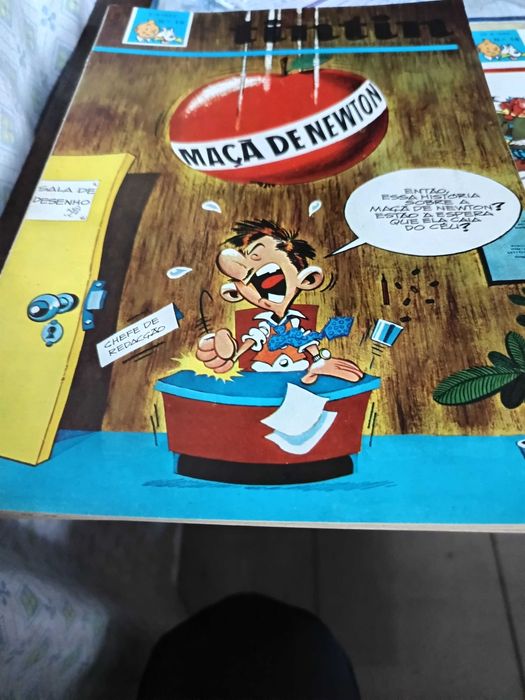 tintin
MAÇÃ DE NEWTON
SALA DE
DESENHO
ENTÃO,
ESSA HISTÓRIA
SOBRE A
MAÇÃ DE NEWTON?
ESTÃO À ESPERA
QUE ELA CAIA
DO CÉU?
CHEFE DE
REDACÇÃO